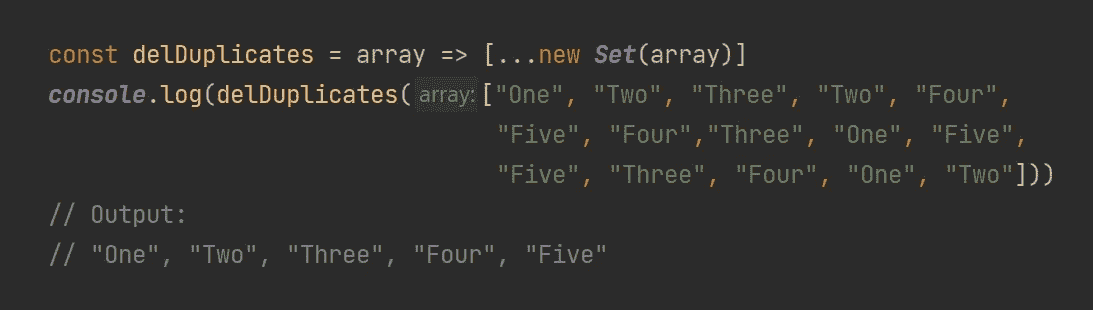 const delDuplicates = array => [...new Set(array)]
console.log(delDuplicates( array: ["One", "Two", "Three", "Two", "Four",
"Five", "Four","Three", "One", "Five",
"Five", "Three", "Four", "One", "Two"]))
// Output:
// "One", "Two", "Three", "Four", "Five"